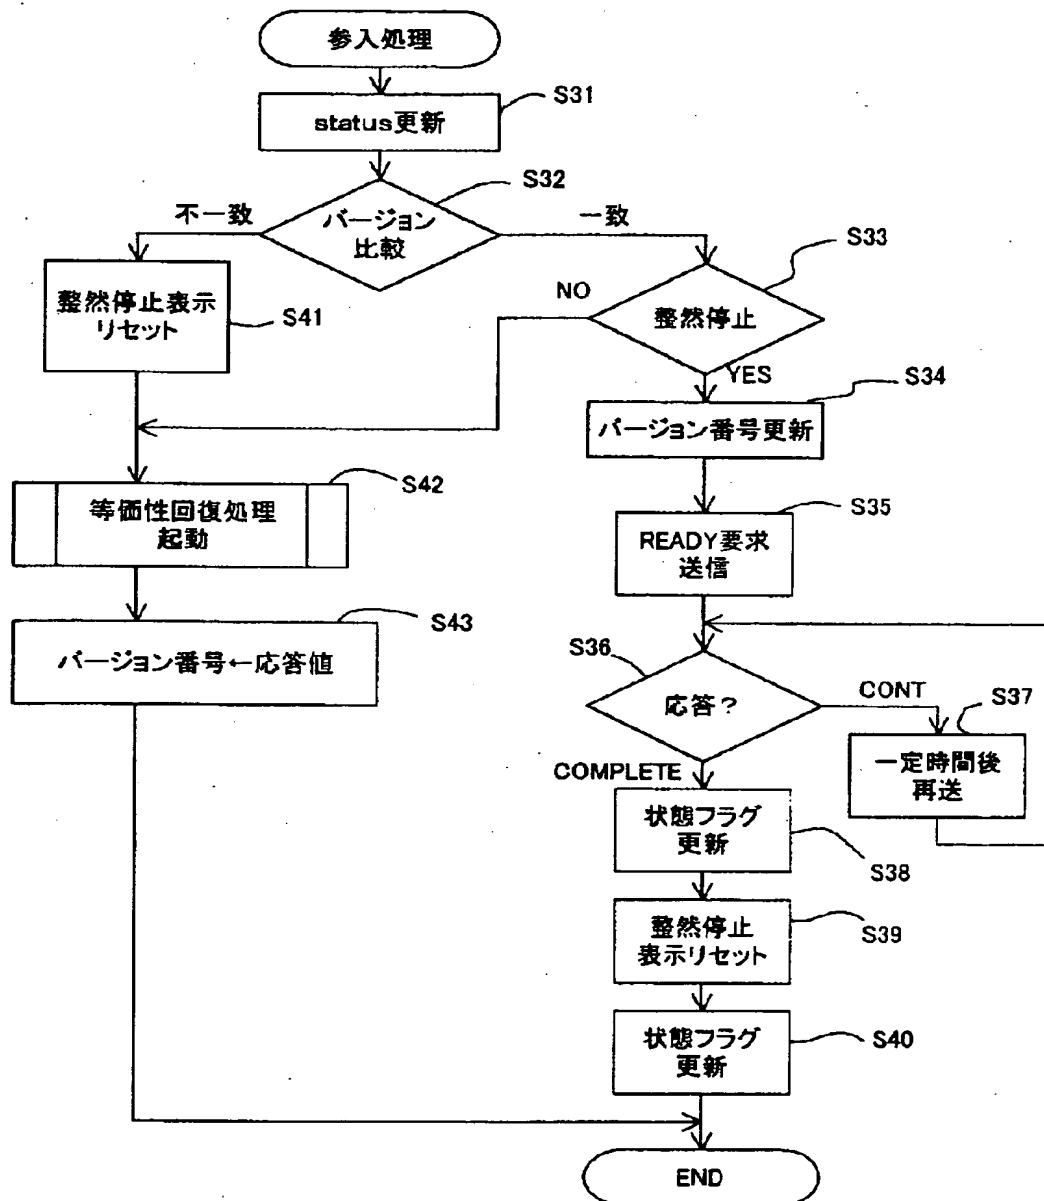 参入処理
S31
status更新
S32
不一致
バージョン
比較
一致
S33
整然停止表示
リセット
S41
NO
整然停止
YES
S34
バージョン番号更新
S42
等価性回復処理
起動
S35
READY要求
送信
S43
バージョン番号←応答値
S36
応答？
CONT
S37
一定時間後
再送
COMPLETE
状態フラグ
更新
S38
整然停止
表示リセット
S39
状態フラグ
更新
S40
END